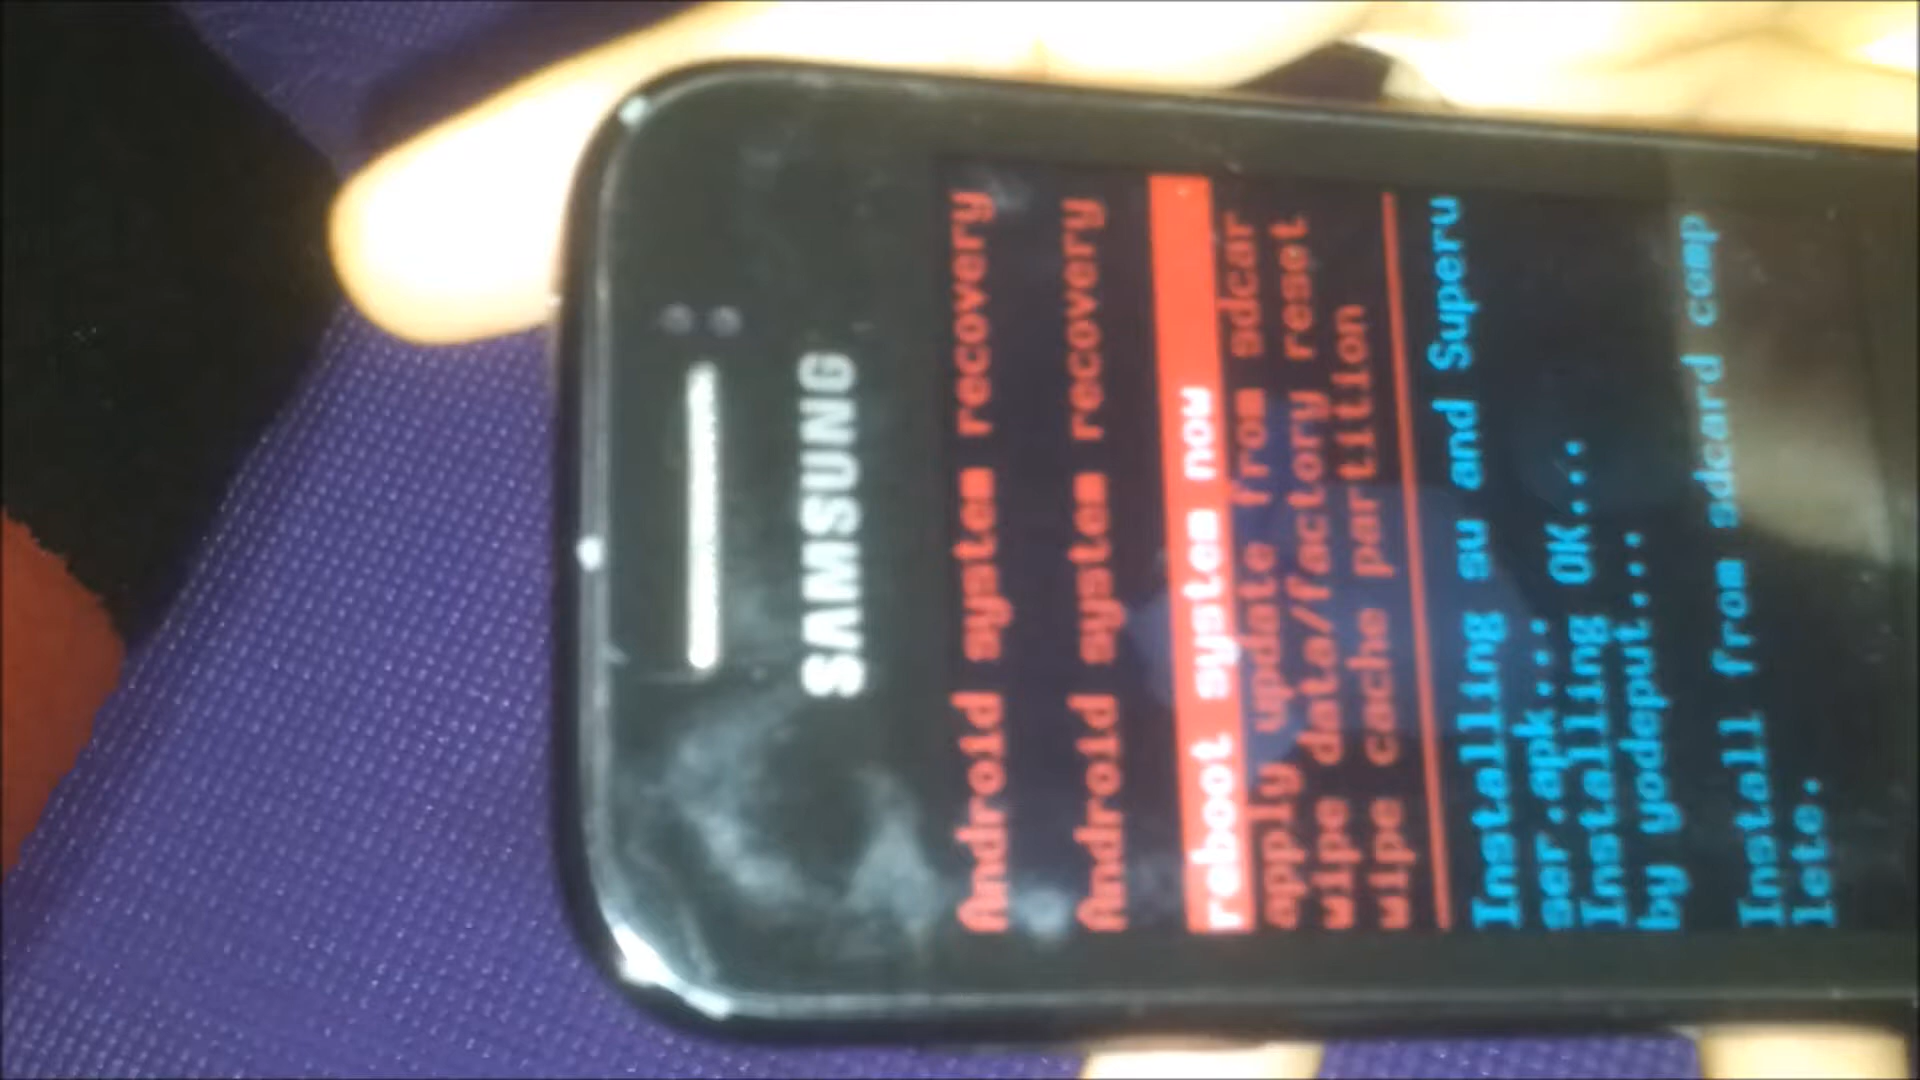 SAMSUNG
Android system recovery
Android system recovery
reboot system now
apply update from sdcar
wipe data/factory reset
wipe cache partition
Installing su and Superu
ser.apk...
Installing OK...
by yodeput...
Install from sdcard comp
lete.